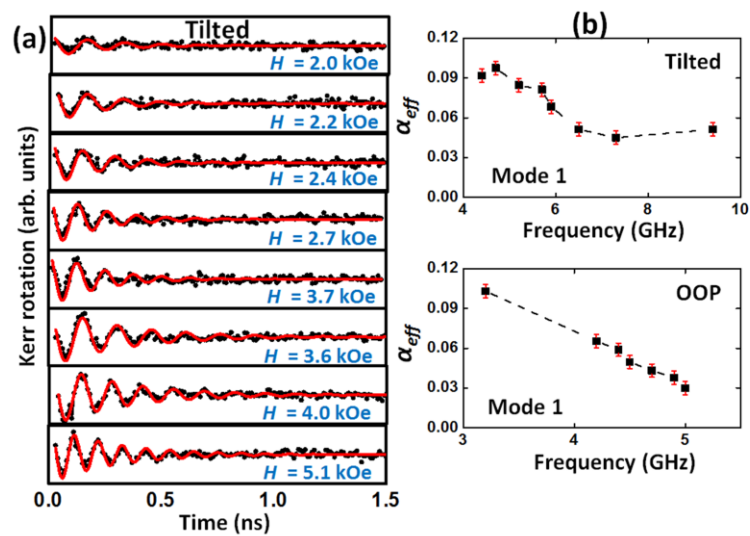 (a)
Tilted
H = 2.0 kOe
H = 2.2 kOe
H = 2.4 kOe
H = 2.7 kOe
H = 3.7 kOe
H = 3.6 kOe
H = 4.0 kOe
H = 5.1 kOe
Kerr rotation (arb. units)
0.0 0.5 1.0 1.5
Time (ns)
(b)
0.12
0.09
0.06
0.03
0.00
αeff
Tilted
Mode 1
4 6 8 10
Frequency (GHz)
0.12
0.09
0.06
0.03
0.00
αeff
OOP
Mode 1
3 4 5
Frequency (GHz)